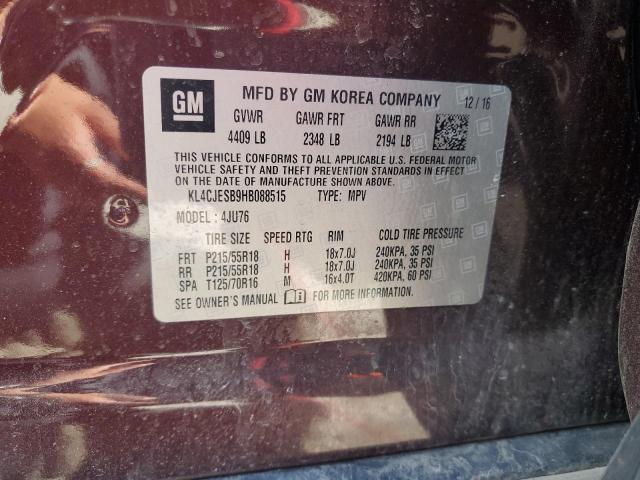 GM MFD BY GM KOREA COMPANY 12/16
GVWR GAWR FRT GAWR RR
4409 LB 2348 LB 2194 LB
THIS VEHICLE CONFORMS TO ALL APPLICABLE U.S. FEDERAL MOTOR
VEHICLE SAFETY AND THEFT PREVENTION STANDARDS IN EFFECT
ON THE DATE OF MANUFACTURE SHOWN ABOVE.
KL4CJESB9HB088515 TYPE: MPV
MODEL: 4JU76
TIRE SIZE SPEED RTG RIM COLD TIRE PRESSURE
FRT P215/55R18 H 18x7.0J 240KPA, 35 PSI
RR P215/55R18 H 18x7.0J 240KPA, 35 PSI
SPA T125/70R16 M 16x4.0T 420KPA, 60 PSI
SEE OWNER'S MANUAL FOR MORE INFORMATION.